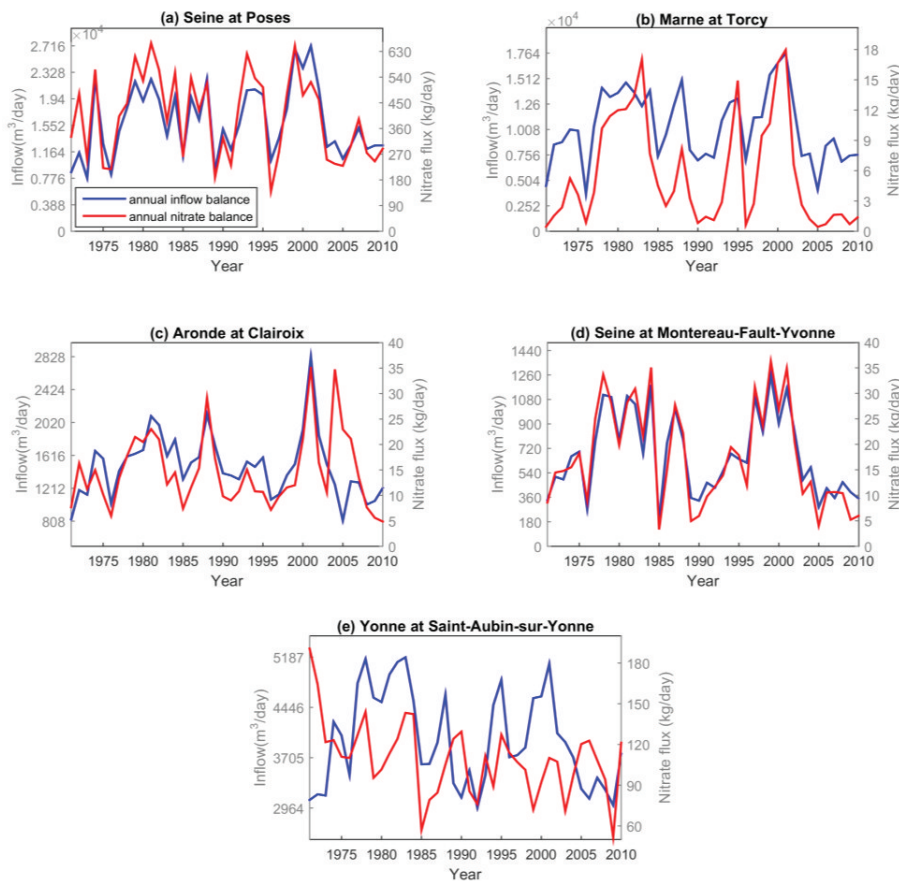 (a) Seine at Poses
×10⁴
2.716
2.328
1.94
1.552
1.164
0.776
0.388
0
Inflow(m³/day)
630
540
450
360
270
180
90
0
Nitrate flux (kg/day)
annual inflow balance
annual nitrate balance
1975 1980 1985 1990 1995 2000 2005 2010
Year
(b) Marne at Torcy
×10⁴
1.764
1.512
1.26
1.008
0.756
0.504
0.252
0
Inflow(m³/day)
18
15
12
9
6
3
0
Nitrate flux (kg/day)
1975 1980 1985 1990 1995 2000 2005 2010
Year
(c) Aronde at Clairoix
2828
2424
2020
1616
1212
808
Inflow(m³/day)
40
35
30
25
20
15
10
5
0
Nitrate flux (kg/day)
1975 1980 1985 1990 1995 2000 2005 2010
Year
(d) Seine at Montereau-Fault-Yvonne
1440
1260
1080
900
720
540
360
180
0
Inflow(m³/day)
40
35
30
25
20
15
10
5
0
Nitrate flux (kg/day)
1975 1980 1985 1990 1995 2000 2005 2010
Year
(e) Yonne at Saint-Aubin-sur-Yonne
5187
4446
3705
2964
Inflow(m³/day)
180
150
120
90
60
Nitrate flux (kg/day)
1975 1980 1985 1990 1995 2000 2005 2010
Year